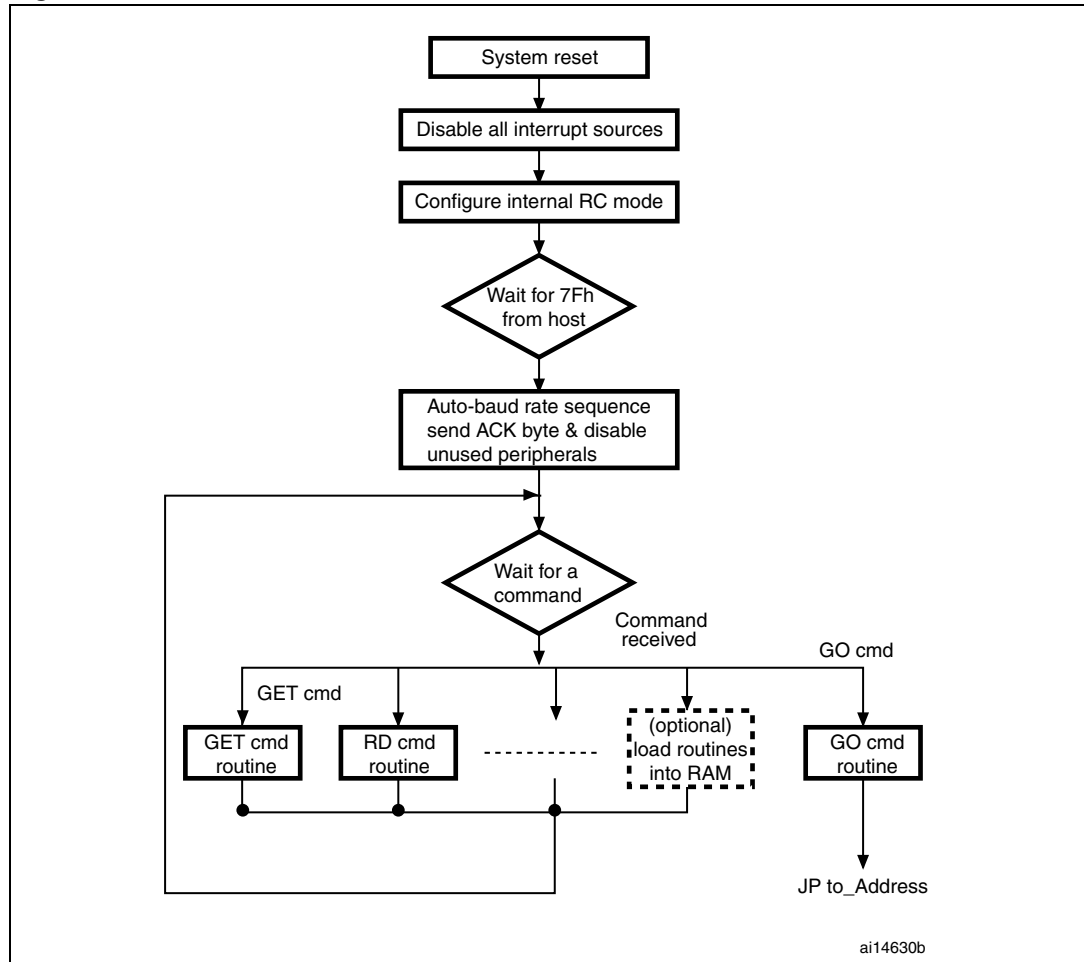 System reset
Disable all interrupt sources
Configure internal RC mode
Wait for 7Fh
from host
Auto-baud rate sequence
send ACK byte & disable
unused peripherals
Wait for a
command
Command
received
GO cmd
GET cmd
GET cmd
routine
RD cmd
routine
(optional)
load routines
into RAM
GO cmd
routine
JP to_Address
ai14630b